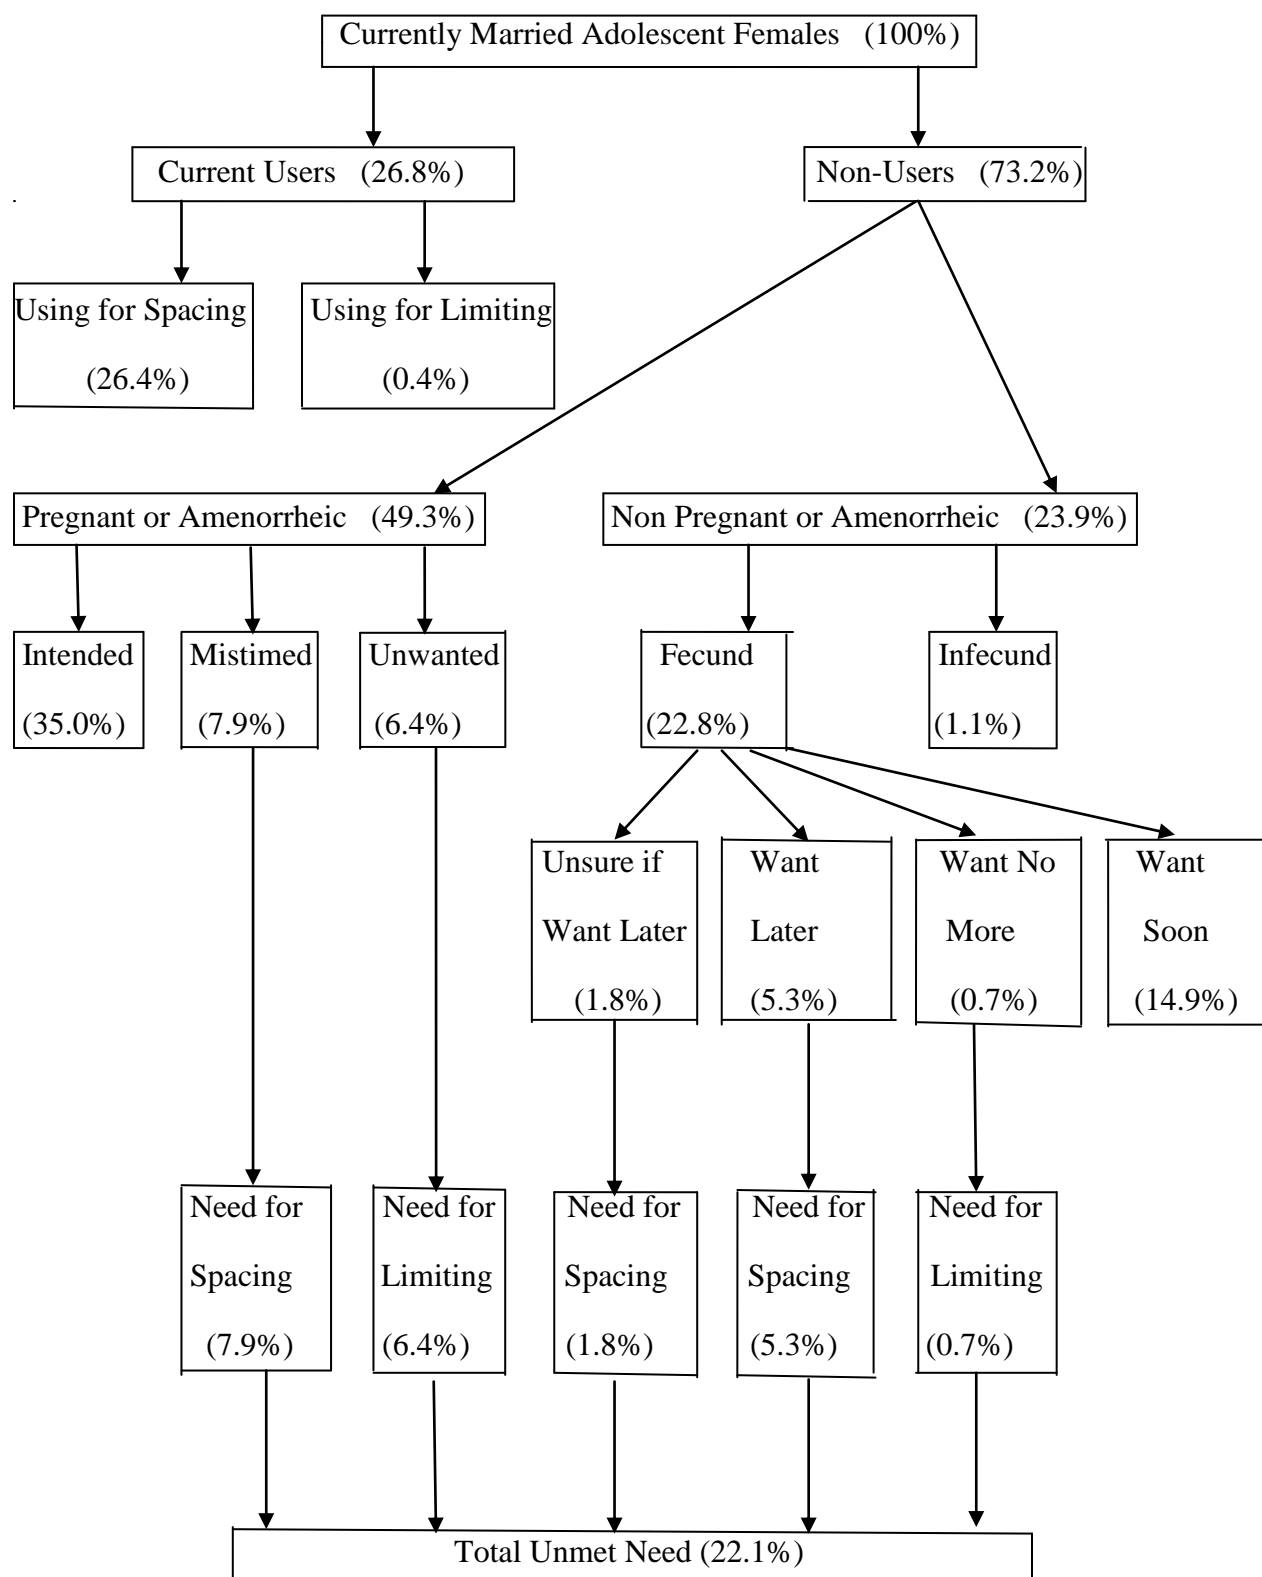 Currently Married Adolescent Females (100%)
Current Users (26.8%)
Non-Users (73.2%)
Using for Spacing
(26.4%)
Using for Limiting
(0.4%)
Pregnant or Amenorrheic (49.3%)
Non Pregnant or Amenorrheic (23.9%)
Intended
(35.0%)
Mistimed
(7.9%)
Unwanted
(6.4%)
Fecund
(22.8%)
Infecund
(1.1%)
Unsure if
Want Later
(1.8%)
Want
Later
(5.3%)
Want No
More
(0.7%)
Want
Soon
(14.9%)
Need for
Spacing
(7.9%)
Need for
Limiting
(6.4%)
Need for
Spacing
(1.8%)
Need for
Spacing
(5.3%)
Need for
Limiting
(0.7%)
Total Unmet Need (22.1%)